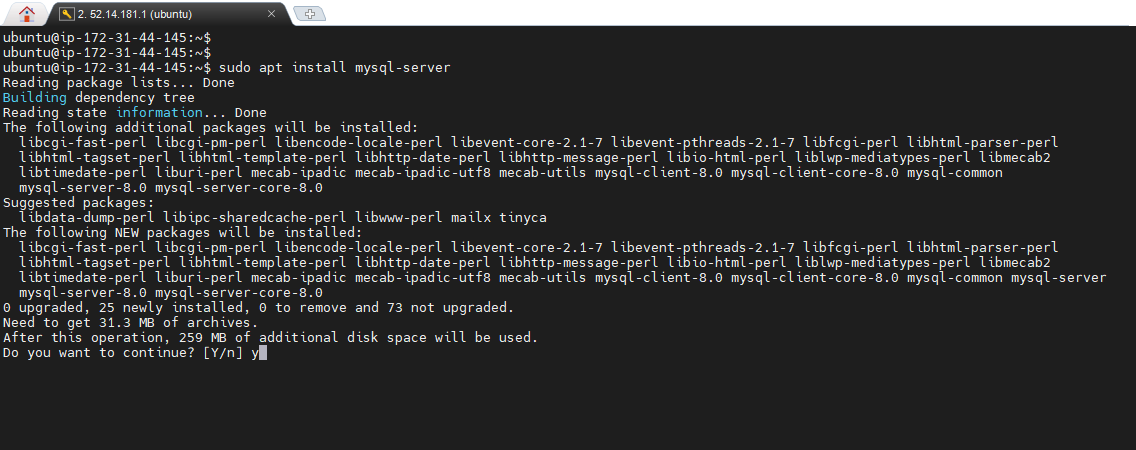 2. 52.14.181.1 (ubuntu)
ubuntu@ip-172-31-44-145:~$
ubuntu@ip-172-31-44-145:~$
ubuntu@ip-172-31-44-145:~$ sudo apt install mysql-server
Reading package lists... Done
Building dependency tree
Reading state information... Done
The following additional packages will be installed:
  libcgi-fast-perl libcgi-pm-perl libencode-locale-perl libevent-core-2.1-7 libevent-pthreads-2.1-7 libfcgi-perl libhtml-parser-perl
  libhtml-tagset-perl libhtml-template-perl libhttp-date-perl libhttp-message-perl libio-html-perl liblwp-mediatypes-perl libmecab2
  libtimedate-perl liburi-perl mecab-ipadic mecab-ipadic-utf8 mecab-utils mysql-client-8.0 mysql-client-core-8.0 mysql-common
  mysql-server-8.0 mysql-server-core-8.0
Suggested packages:
  libdata-dump-perl libipc-sharedcache-perl libwww-perl mailx tinyca
The following NEW packages will be installed:
  libcgi-fast-perl libcgi-pm-perl libencode-locale-perl libevent-core-2.1-7 libevent-pthreads-2.1-7 libfcgi-perl libhtml-parser-perl
  libhtml-tagset-perl libhtml-template-perl libhttp-date-perl libhttp-message-perl libio-html-perl liblwp-mediatypes-perl libmecab2
  libtimedate-perl liburi-perl mecab-ipadic mecab-ipadic-utf8 mecab-utils mysql-client-8.0 mysql-client-core-8.0 mysql-common mysql-server
  mysql-server-8.0 mysql-server-core-8.0
0 upgraded, 25 newly installed, 0 to remove and 73 not upgraded.
Need to get 31.3 MB of archives.
After this operation, 259 MB of additional disk space will be used.
Do you want to continue? [Y/n] y